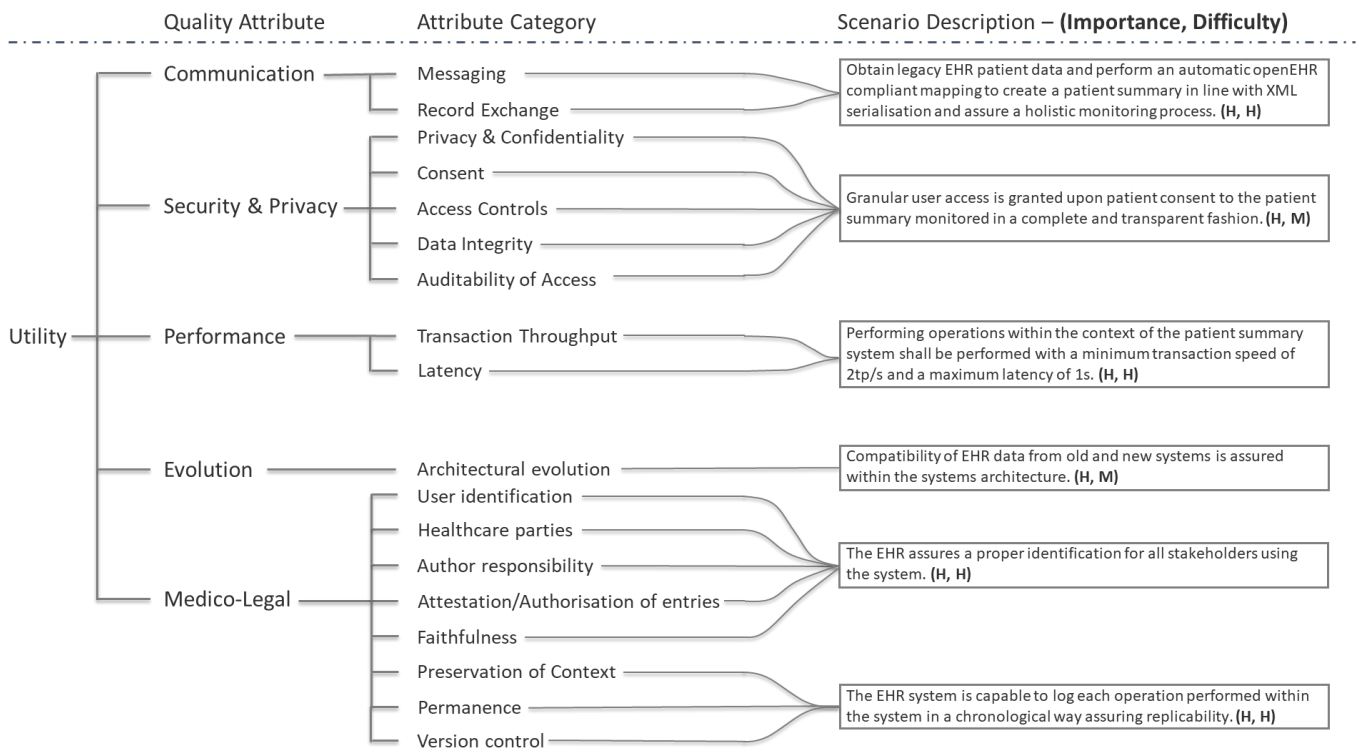 Quality Attribute
Attribute Category
Scenario Description – (Importance, Difficulty)
Utility
Communication
Messaging
Record Exchange
Obtain legacy EHR patient data and perform an automatic openEHR
compliant mapping to create a patient summary in line with XML
serialisation and assure a holistic monitoring process. (H, H)
Security & Privacy
Privacy & Confidentiality
Consent
Access Controls
Data Integrity
Auditability of Access
Granular user access is granted upon patient consent to the patient
summary monitored in a complete and transparent fashion. (H, M)
Performance
Transaction Throughput
Latency
Performing operations within the context of the patient summary
system shall be performed with a minimum transaction speed of
2tp/s and a maximum latency of 1s. (H, H)
Evolution
Architectural evolution
Compatibility of EHR data from old and new systems is assured
within the systems architecture. (H, M)
Medico-Legal
User identification
Healthcare parties
Author responsibility
Attestation/Authorisation of entries
Faithfulness
The EHR assures a proper identification for all stakeholders using
the system. (H, H)
Preservation of Context
Permanence
Version control
The EHR system is capable to log each operation performed within
the system in a chronological way assuring replicability. (H, H)